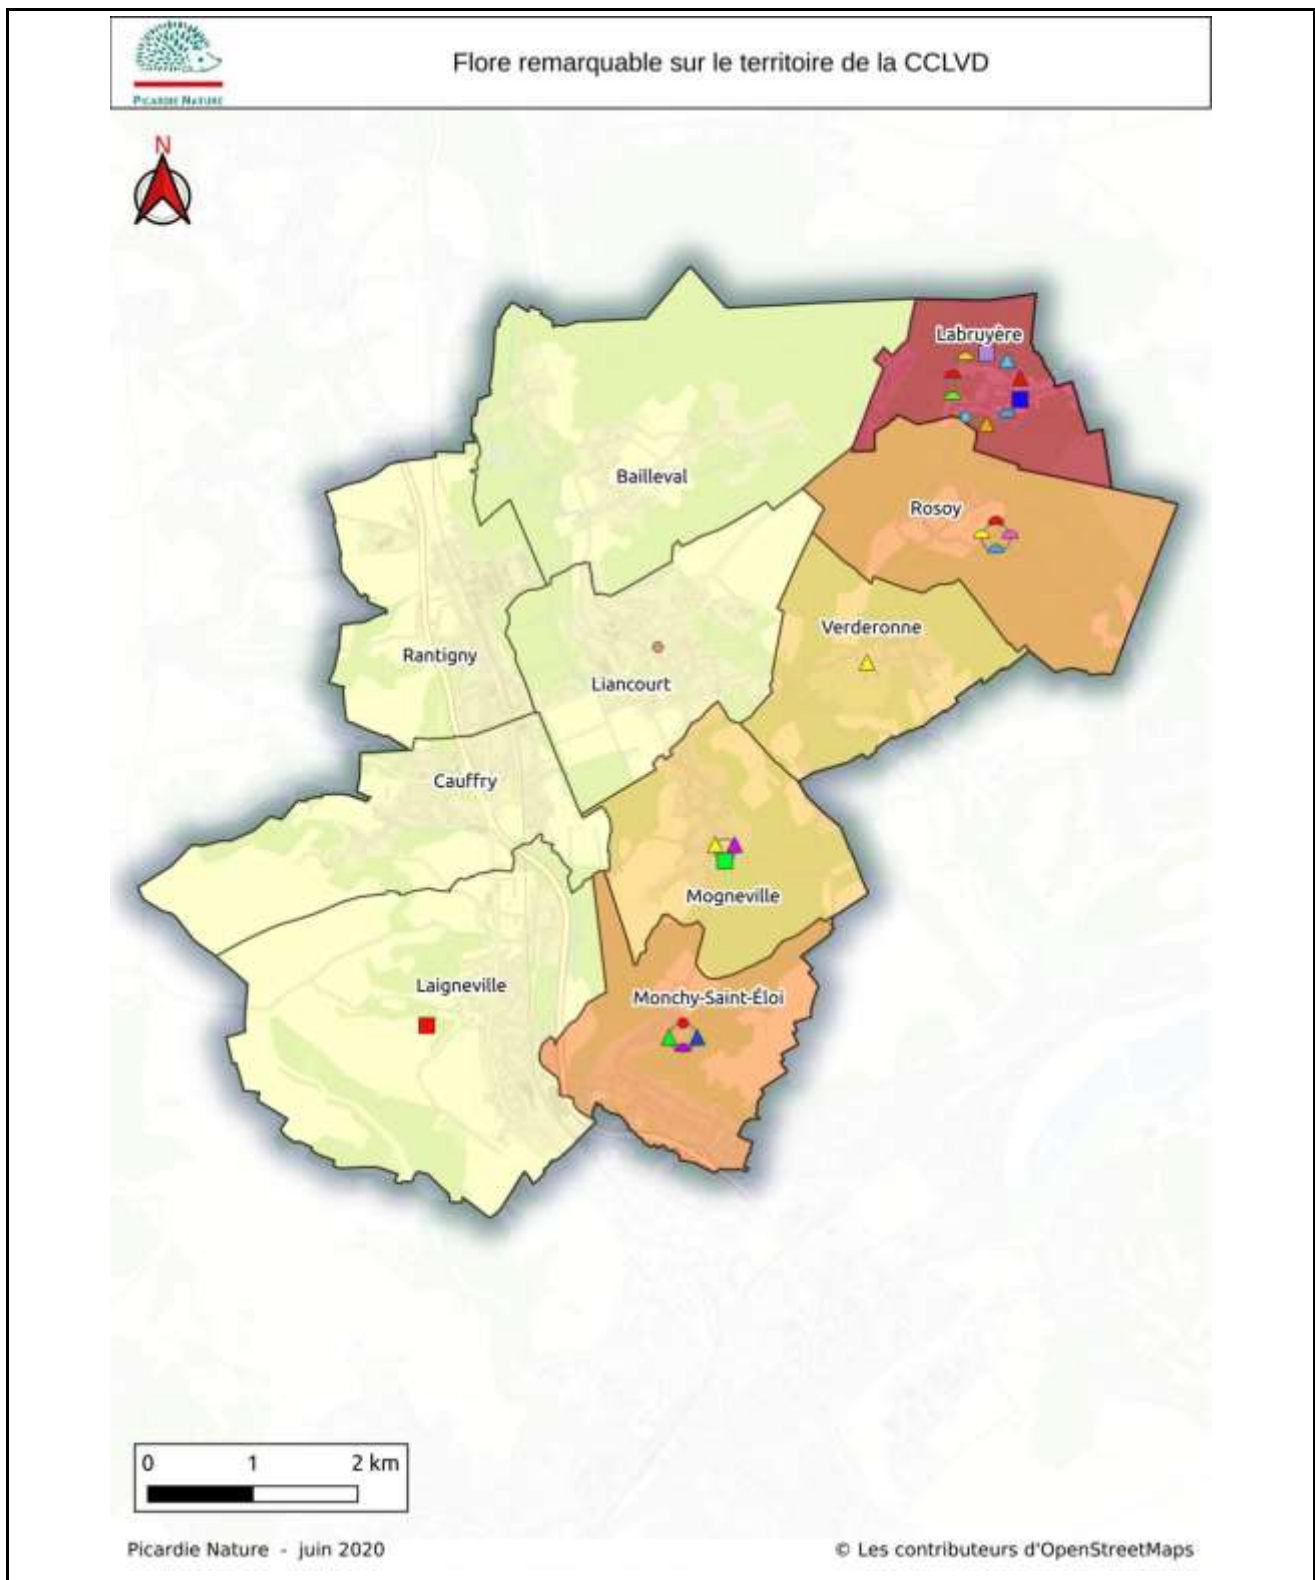 Flore remarquable sur le territoire de la CCLVD
PICARDIE NATURE
N
Labruyère
Bailleval
Rosoy
Verderonne
Rantigny
Liancourt
Cauffry
Mogneville
Laigneville
Monchy-Saint-Éloi
0 1 2 km
Picardie Nature - juin 2020
© Les contributeurs d'OpenStreetMaps